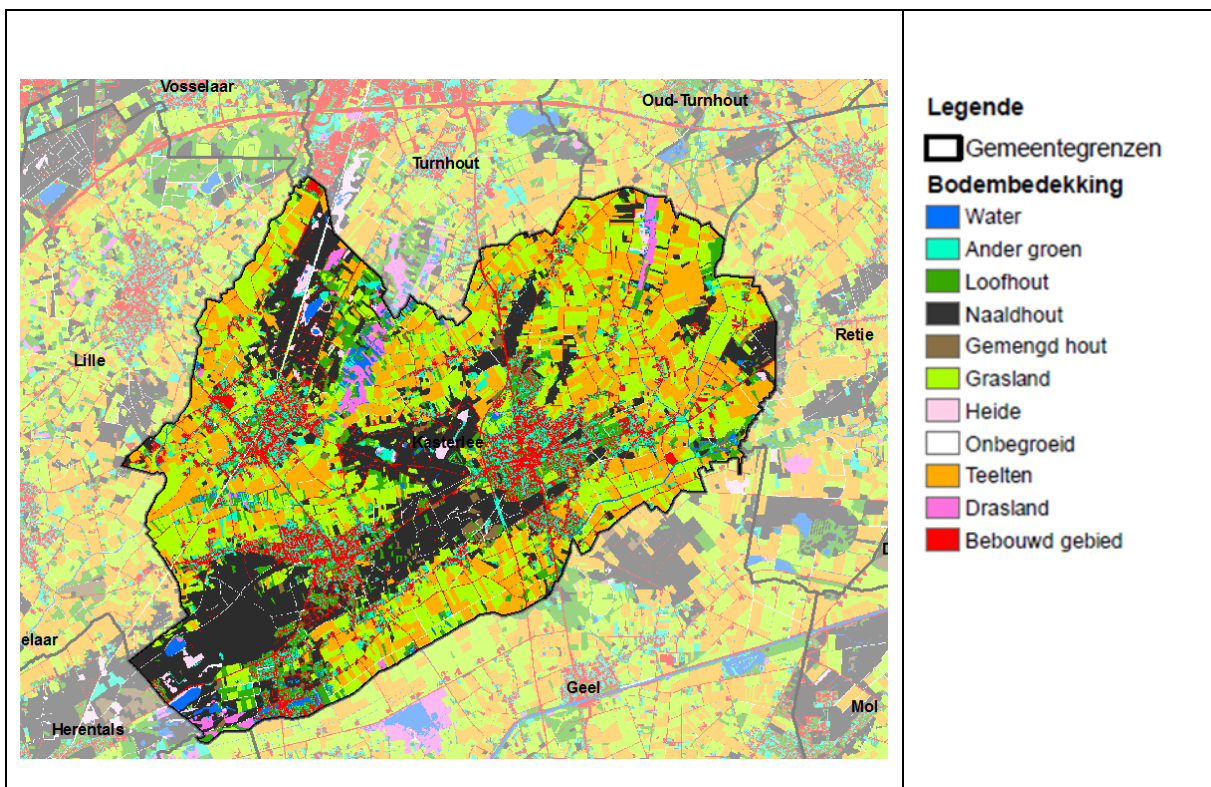 Vosselaar
Oud-Turnhout
Turnhout
Lille
Retie
Kasterlee
elaar
Geel
Mol
Herentals
D
Legende
Gemeentegrenzen
Bodembedekking
Water
Ander groen
Loofhout
Naaldhout
Gemengd hout
Grasland
Heide
Onbegroeid
Teelten
Drasland
Bebouwd gebied